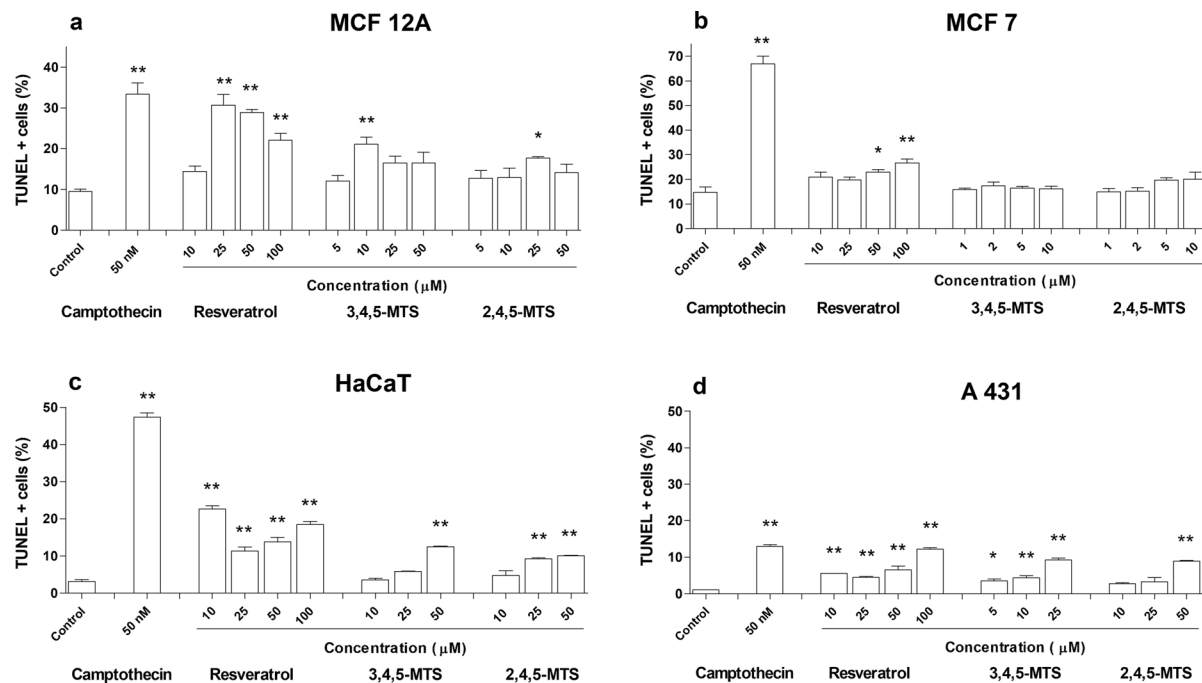 a
MCF 12A
TUNEL + cells (%)
40
30
20
10
0
** ** ** ** ** *
Control 50 nM 10 25 50 100 5 10 25 50 5 10 25 50
Concentration (μM)
Camptothecin Resveratrol 3,4,5-MTS 2,4,5-MTS
b
MCF 7
TUNEL + cells (%)
70
60
50
40
30
20
10
0
** * **
Control 50 nM 10 25 50 100 1 2 5 10 1 2 5 10
Concentration (μM)
Camptothecin Resveratrol 3,4,5-MTS 2,4,5-MTS
c
HaCaT
TUNEL + cells (%)
50
40
30
20
10
0
** ** ** ** ** ** ** **
Control 50 nM 10 25 50 100 10 25 50 10 25 50
Concentration (μM)
Camptothecin Resveratrol 3,4,5-MTS 2,4,5-MTS
d
A 431
TUNEL + cells (%)
50
40
30
20
10
0
** ** ** ** ** * ** ** **
Control 50 nM 10 25 50 100 5 10 25 10 25 50
Concentration (μM)
Camptothecin Resveratrol 3,4,5-MTS 2,4,5-MTS